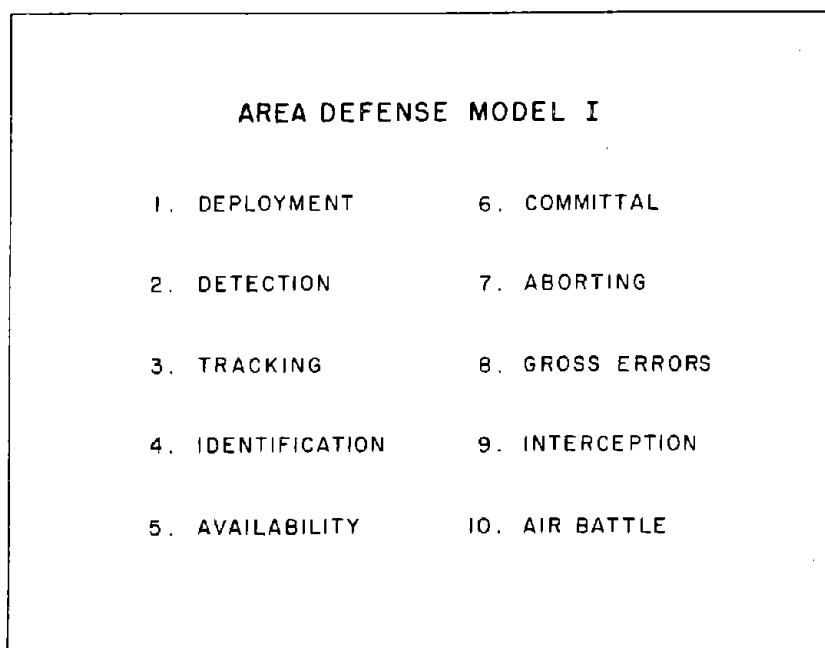 AREA DEFENSE MODEL I
1. DEPLOYMENT
2. DETECTION
3. TRACKING
4. IDENTIFICATION
5. AVAILABILITY
6. COMMITTAL
7. ABORTING
8. GROSS ERRORS
9. INTERCEPTION
10. AIR BATTLE